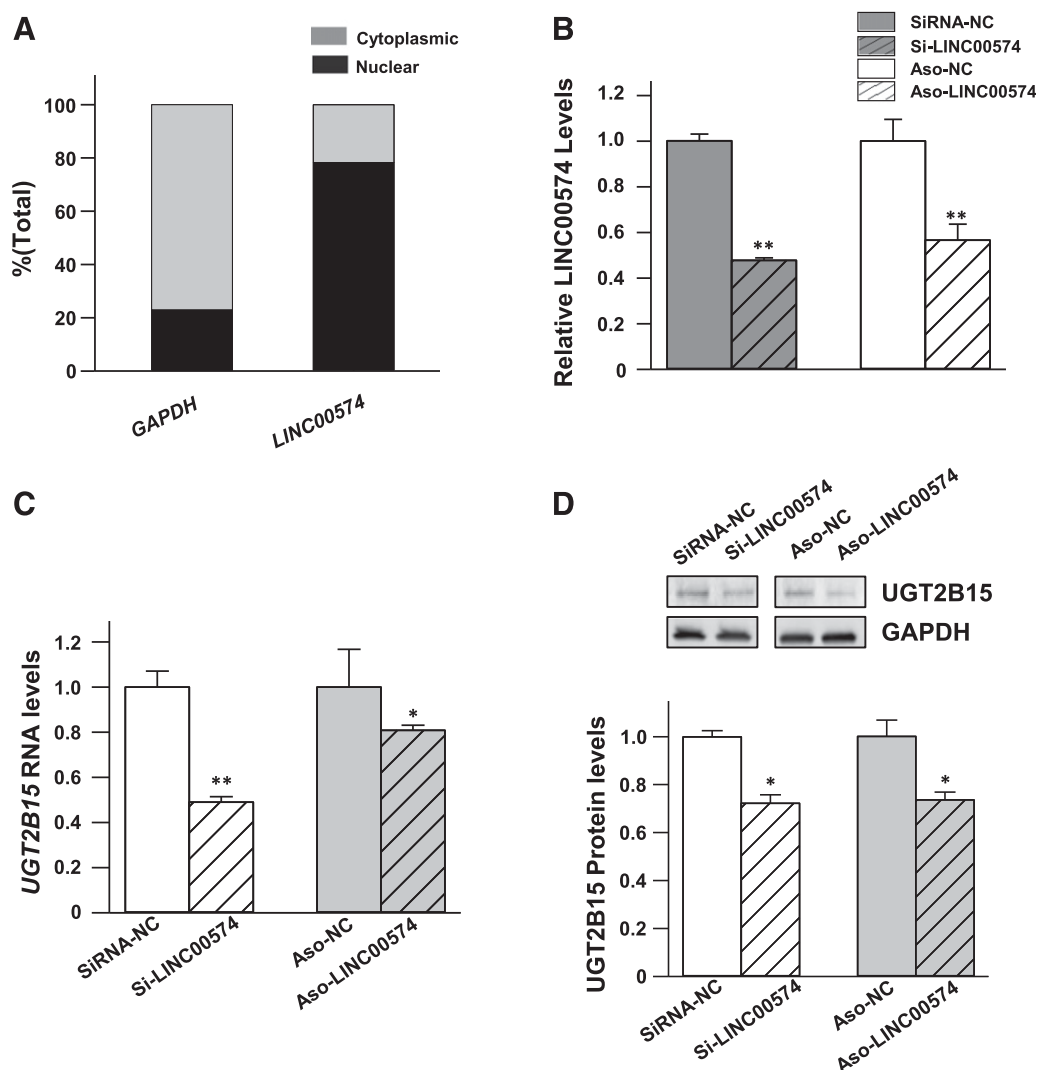 A
Cytoplasmic
Nuclear
%(Total)
100
80
60
40
20
0
GAPDH
LINC00574
B
SiRNA-NC
Si-LINC00574
Aso-NC
Aso-LINC00574
Relative LINC00574 Levels
1.2
1.0
0.8
0.6
0.4
0.2
0
**
**
C
UGT2B15 RNA levels
1.2
1.0
0.8
0.6
0.4
0.2
0
**
*
SiRNA-NC
Si-LINC00574
Aso-NC
Aso-LINC00574
D
SiRNA-NC
Si-LINC00574
Aso-NC
Aso-LINC00574
UGT2B15
GAPDH
UGT2B15 Protein levels
1.0
0.8
0.6
0.4
0.2
0
*
*
SiRNA-NC
Si-LINC00574
Aso-NC
Aso-LINC00574